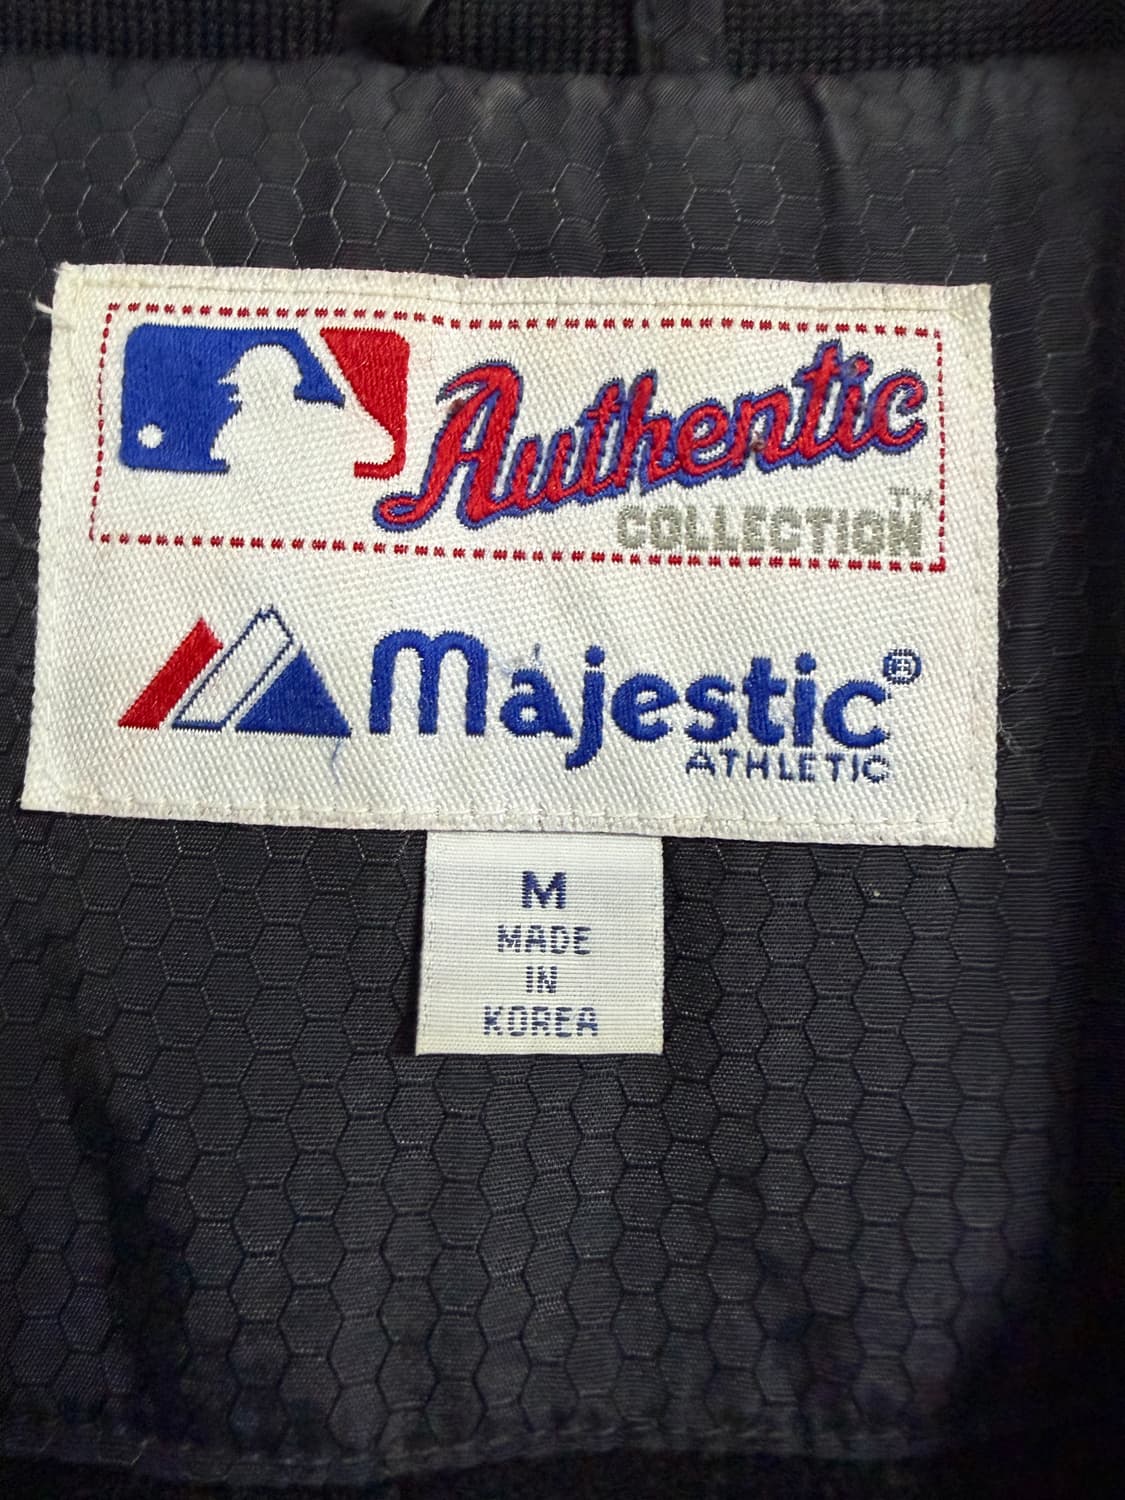 Authentic
COLLECTION™
Majestic®
ATHLETIC
M
MADE
IN
KOREA